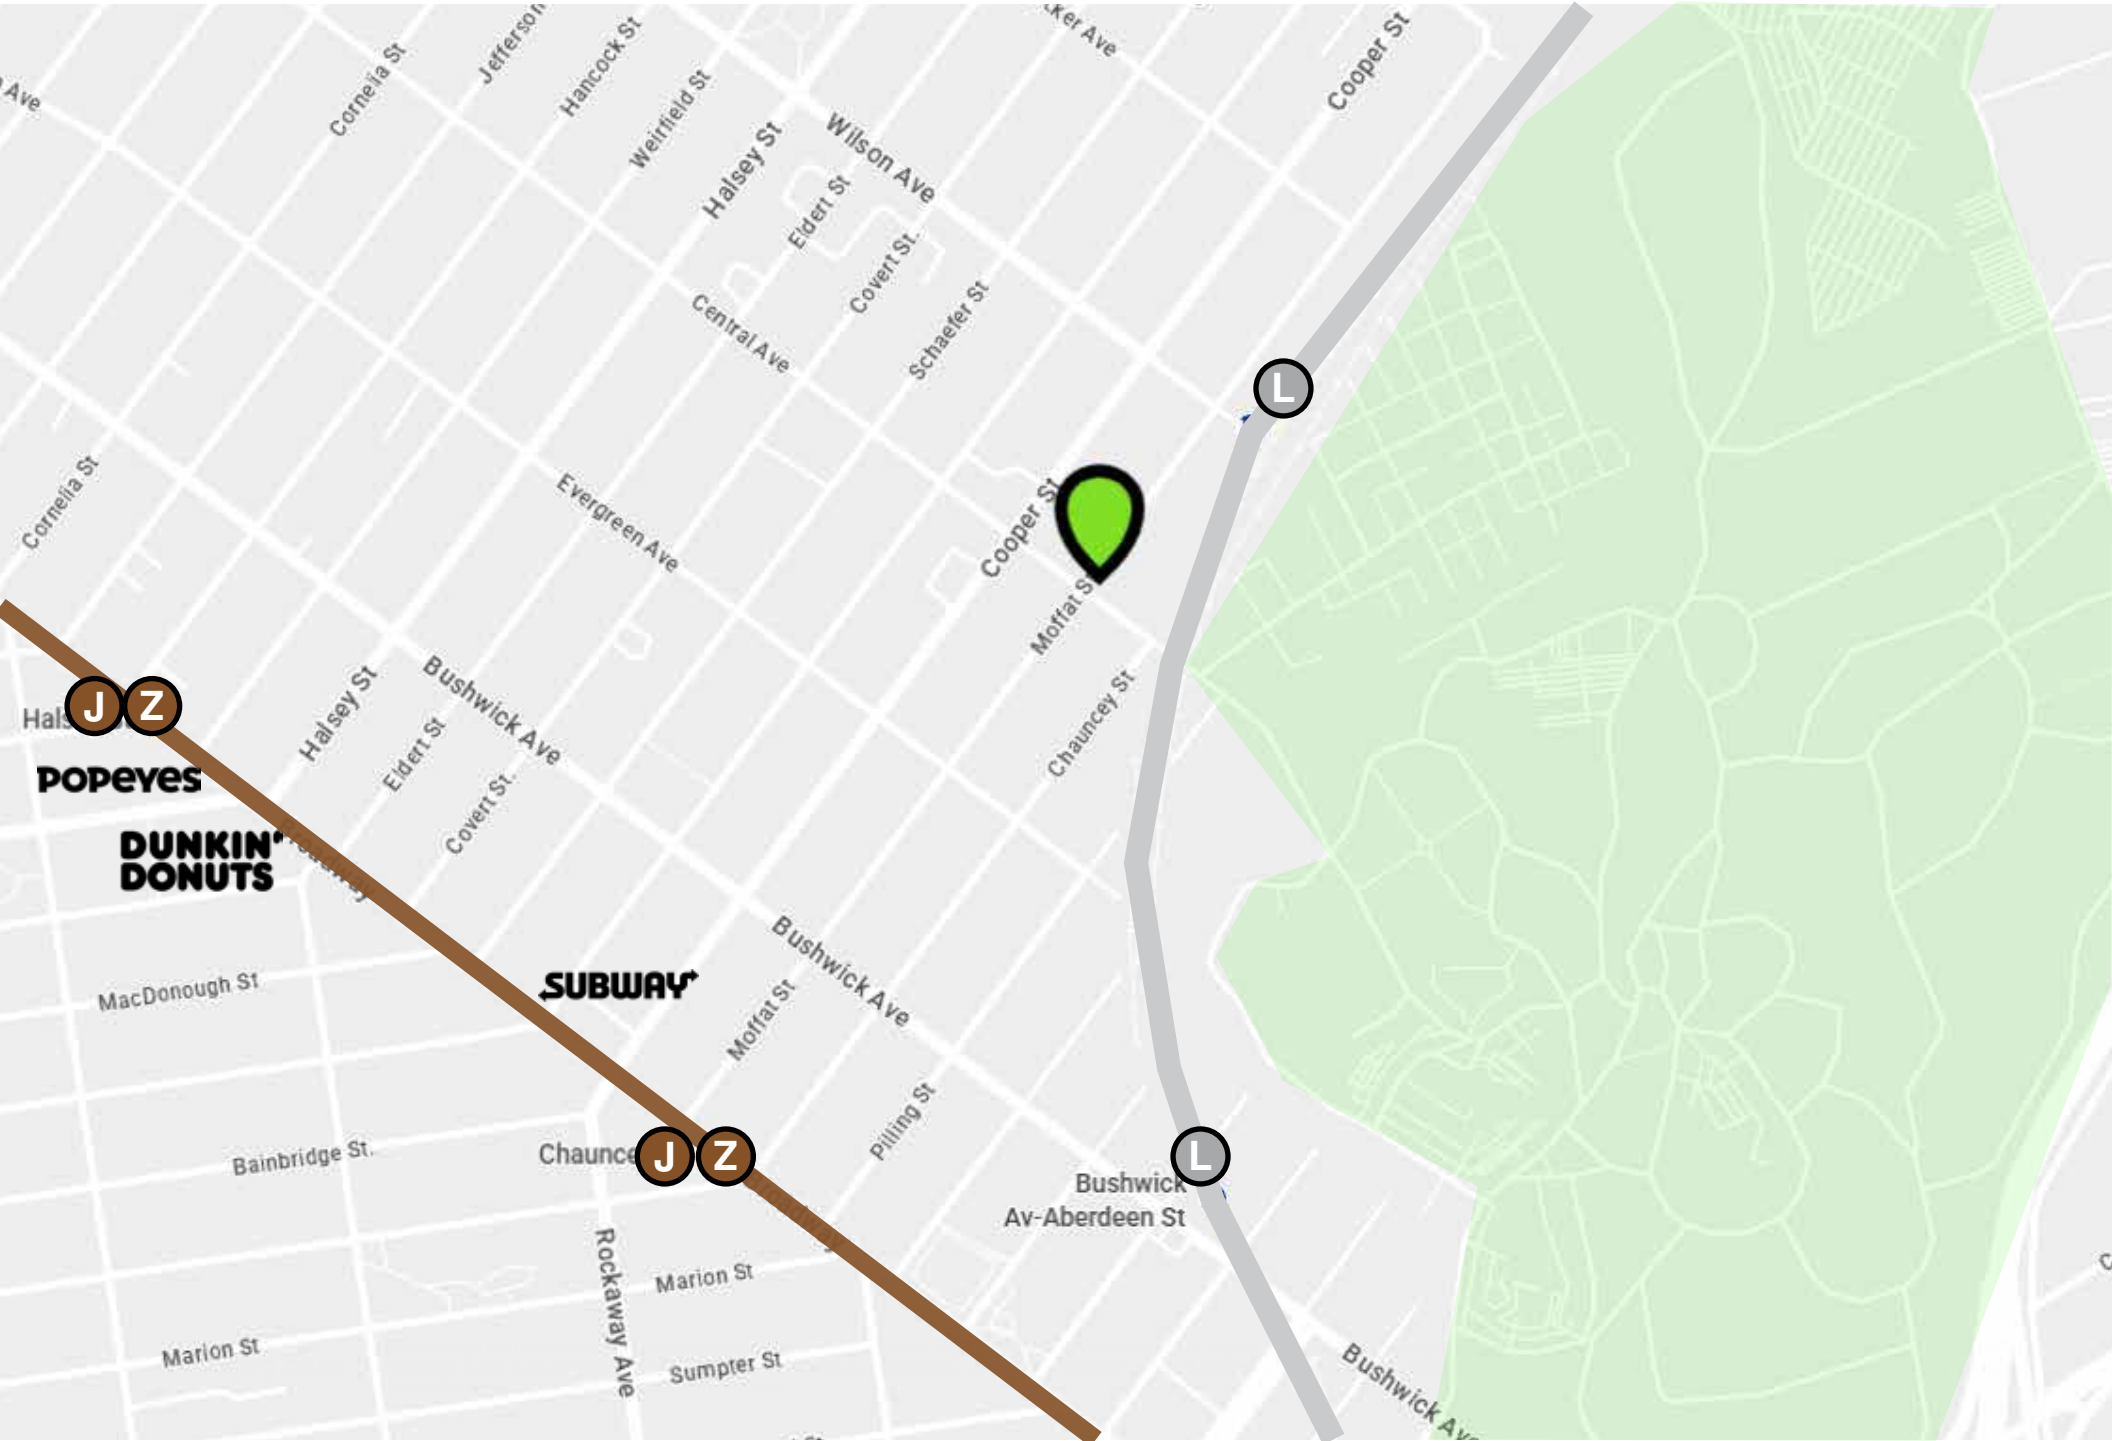 Ave
Cornelia St
Jefferson
Hancock St
Weirfield St
Halsey St
Wilson Ave
Cooper St
Eldert St
Covert St.
Schaefer St
Central Ave
L
Cornelia St
Evergreen Ave
Cooper St
Moffat St
Chauncey St
J Z
Halsey St
Bushwick Ave
Eldert St
Covert St.
POPEYES
DUNKIN'
DONUTS
Broadway
MacDonough St
SUBWAY
Bushwick Ave
Moffat St
Pilling St
Bainbridge St.
J Z
L
Bushwick
Av-Aberdeen St
Broadway
Rockaway Ave
Marion St
Marion St
Sumpter St
Bushwick Ave